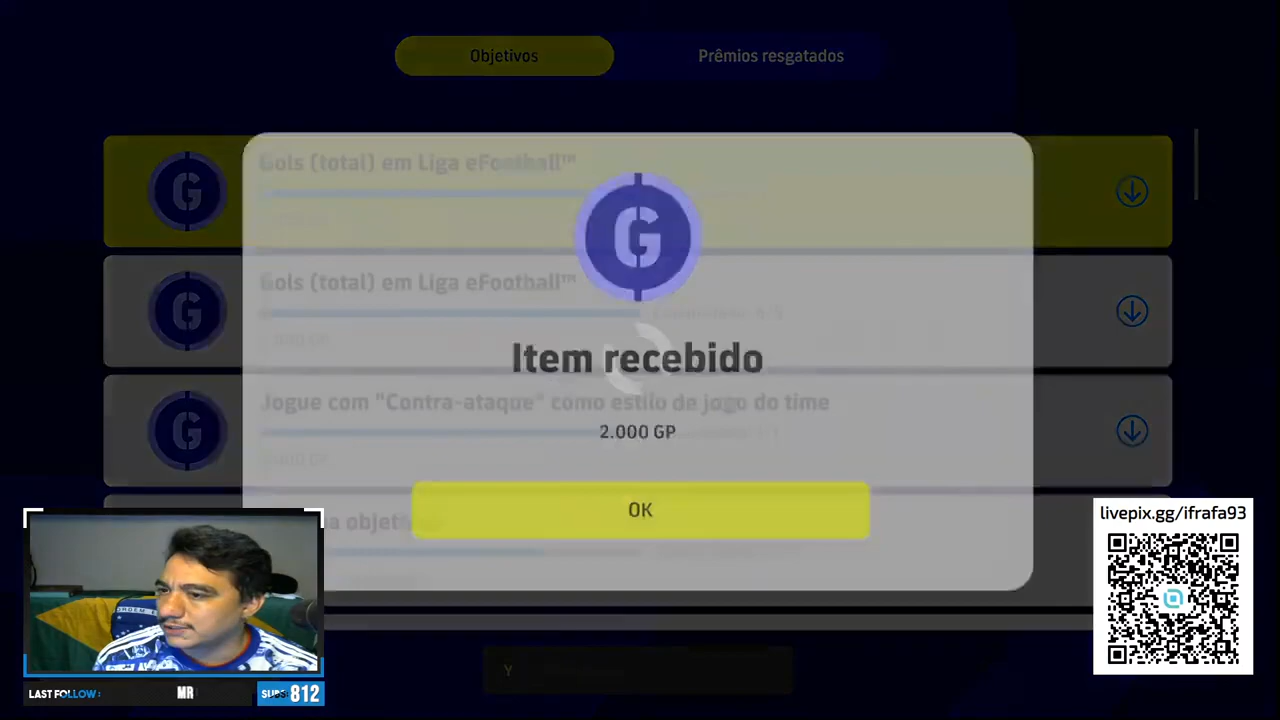 Objetivos
Prêmios resgatados
Gols (total) em Liga eFootball™
Gols (total) em Liga eFootball™
Item recebido
Jogue com "Contra-ataque" como estilo de jogo do time
2.000 GP
OK
livepix.gg/ifrafa93
ORDEM E
Y
LAST FOLLOW:
MR
SUBS:
812